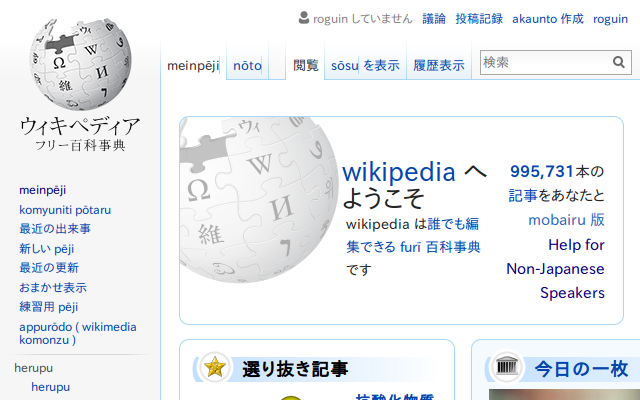 roguin していません 議論 投稿記録 akaunto 作成 roguin
meinpēji nōto 閲覧 sōsu を表示 履歴表示 検索
ウィキペディア
フリー百科事典
meinpēji
komyuniti pōtaru
最近の出来事
新しい pēji
最近の更新
おまかせ表示
練習用 pēji
appurōdo ( wikimedia
komonzu )
herupu
herupu
wikipedia へ
ようこそ
wikipedia は誰でも編
集できる furī 百科事典
です
995,731本の
記事をあなたと
mobairu 版
Help for
Non-Japanese
Speakers
選り抜き記事
今日の一枚
抗酸化物質